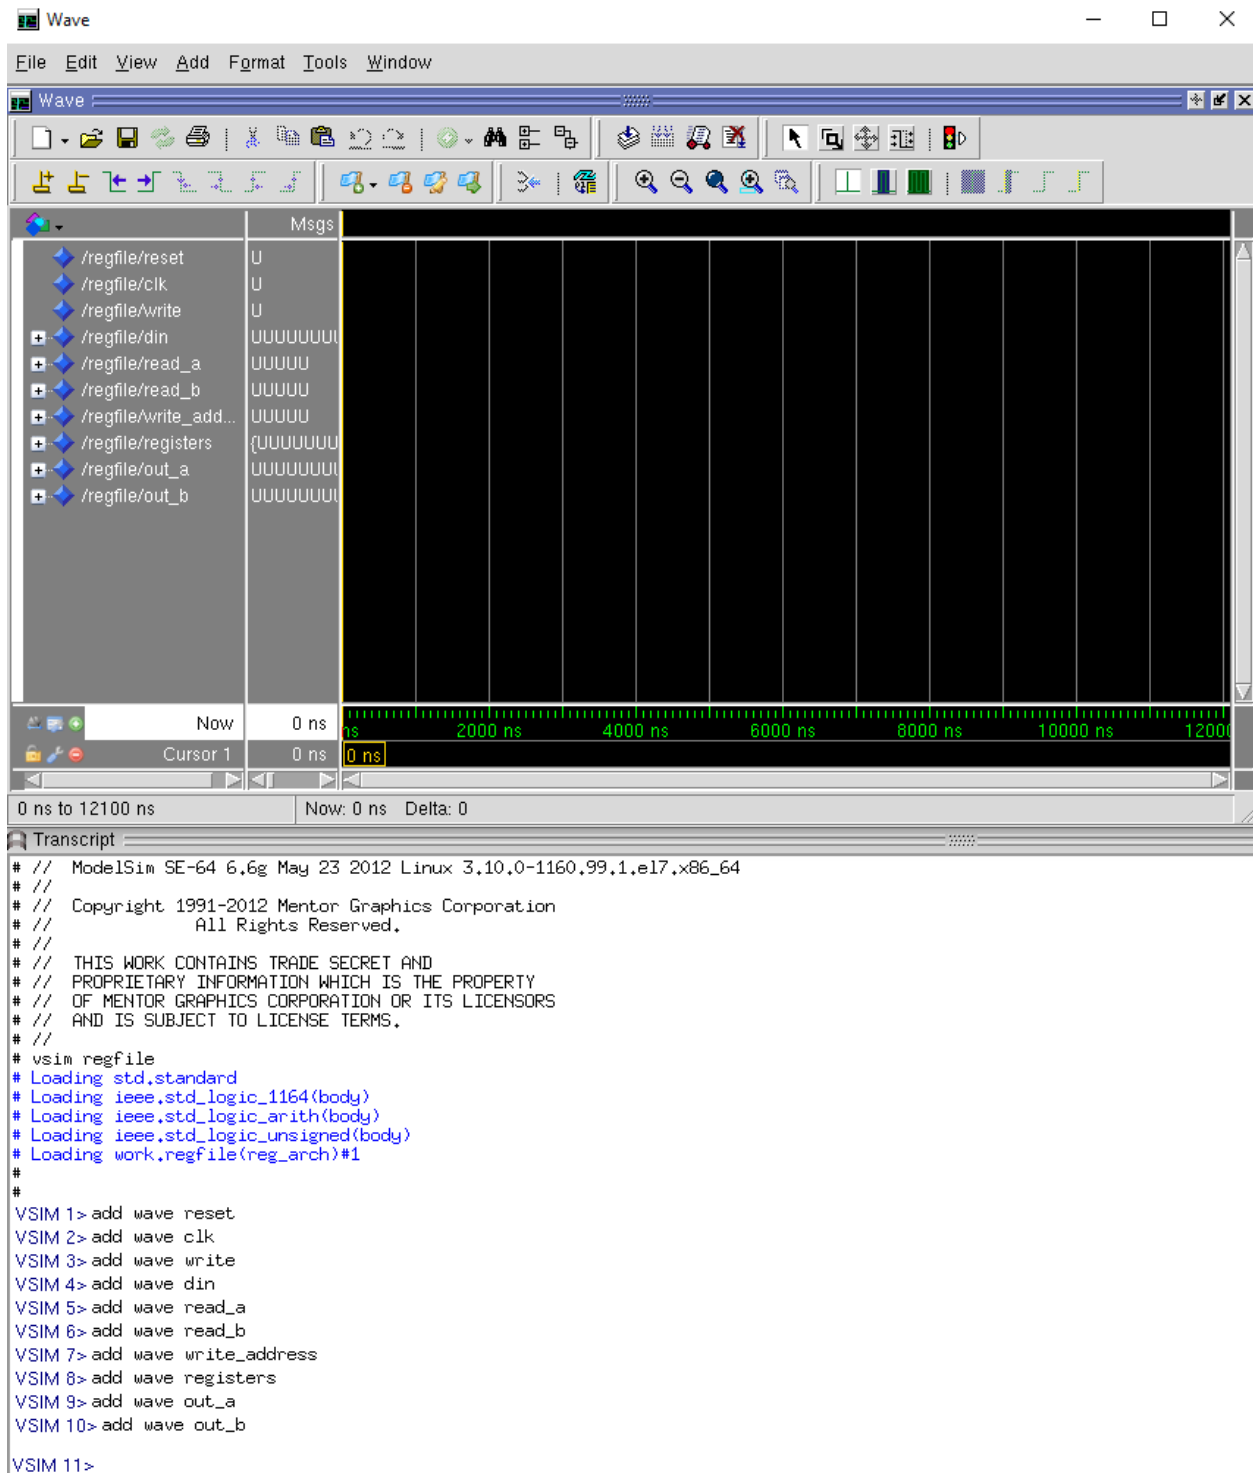 Wave
File Edit View Add Format Tools Window
Wave
Msgs
/regfile/reset U
/regfile/clk U
/regfile/write U
/regfile/din UUUUUUUU
/regfile/read_a UUUUU
/regfile/read_b UUUUU
/regfile/write_add... UUUUU
/regfile/registers {UUUUUUU
/regfile/out_a UUUUUUUU
/regfile/out_b UUUUUUUU
Now 0 ns ns 2000 ns 4000 ns 6000 ns 8000 ns 10000 ns 1200
Cursor 1 0 ns 0 ns
0 ns to 12100 ns Now: 0 ns Delta: 0
Transcript
# // ModelSim SE-64 6.6g May 23 2012 Linux 3.10.0-1160.99.1.el7.x86_64
# //
# // Copyright 1991-2012 Mentor Graphics Corporation
# // All Rights Reserved.
# //
# // THIS WORK CONTAINS TRADE SECRET AND
# // PROPRIETARY INFORMATION WHICH IS THE PROPERTY
# // OF MENTOR GRAPHICS CORPORATION OR ITS LICENSORS
# // AND IS SUBJECT TO LICENSE TERMS.
# //
# vsim regfile
# Loading std.standard
# Loading ieee.std_logic_1164(body)
# Loading ieee.std_logic_arith(body)
# Loading ieee.std_logic_unsigned(body)
# Loading work.regfile(reg_arch)#1
#
#
VSIM 1> add wave reset
VSIM 2> add wave clk
VSIM 3> add wave write
VSIM 4> add wave din
VSIM 5> add wave read_a
VSIM 6> add wave read_b
VSIM 7> add wave write_address
VSIM 8> add wave registers
VSIM 9> add wave out_a
VSIM 10> add wave out_b
VSIM 11>